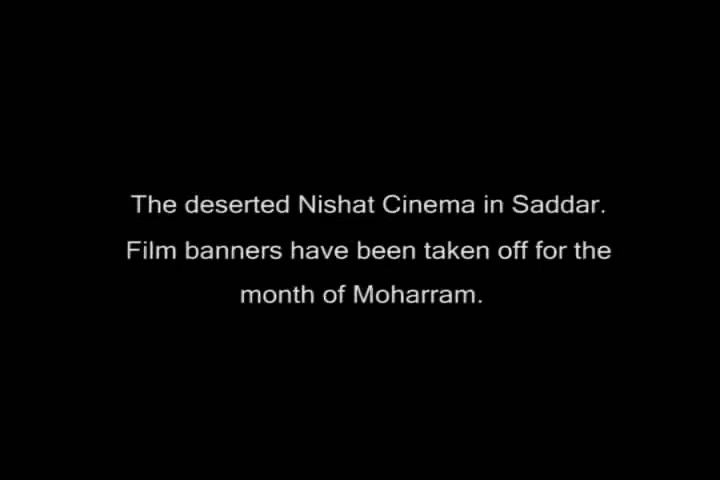 The deserted Nishat Cinema in Saddar.
Film banners have been taken off for the
month of Moharram.